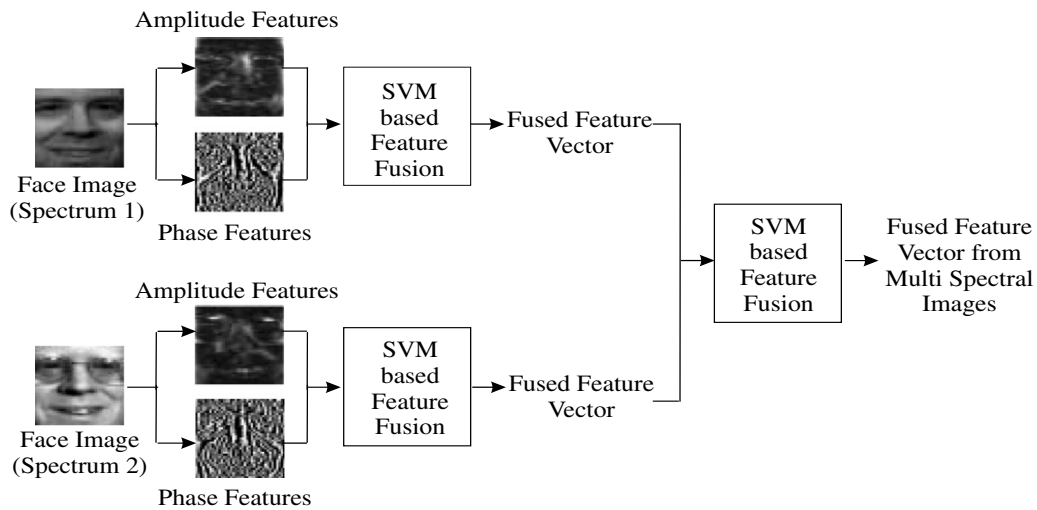 Amplitude Features
Face Image
(Spectrum 1)
Phase Features
SVM
based
Feature
Fusion
Fused Feature
Vector
Amplitude Features
Face Image
(Spectrum 2)
Phase Features
SVM
based
Feature
Fusion
Fused Feature
Vector
SVM
based
Feature
Fusion
Fused Feature
Vector from
Multi Spectral
Images